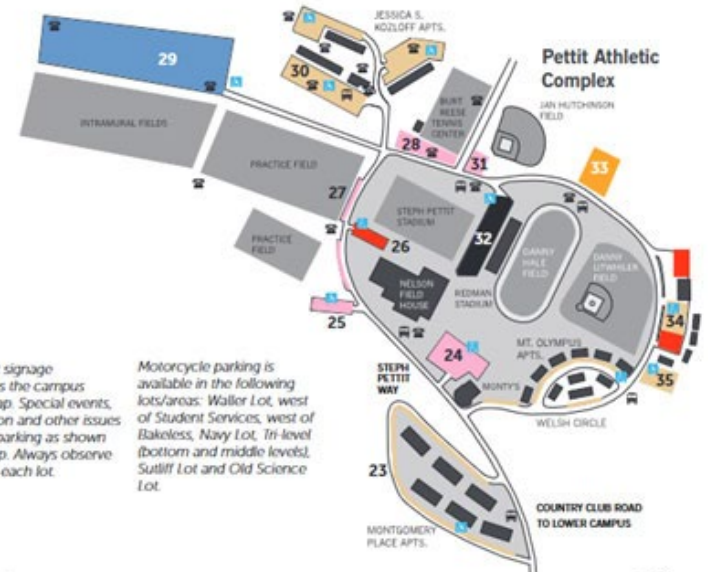 JESSICA S.
KOZLOFF APTS.
29
30
Pettit Athletic
Complex
JAN HUTCHINSON
FIELD
BURT
REESE
TENNIS
CENTER
INTRAMURAL FIELDS
28
31
33
PRACTICE FIELD
27
STEPH PETTIT
STADIUM
32
26
PRACTICE
FIELD
DANNY
HALE
FIELD
DANNY
LITWHILER
FIELD
NELSON
FIELD
HOUSE
REDMAN
STADIUM
25
34
24
MT. OLYMPUS
APTS.
35
signage
s the campus
ap. Special events,
on and other issues
parking as shown
p. Always observe
each lot.
Motorcycle parking is
available in the following
lots/areas: Waller Lot, west
of Student Services, west of
Bakeless, Navy Lot, Tri-level
(bottom and middle levels),
Sutliff Lot and Old Science
Lot.
STEPH
PETTIT
WAY
MONTY'S
WELSH CIRCLE
23
COUNTRY CLUB ROAD
TO LOWER CAMPUS
MONTGOMERY
PLACE APTS.